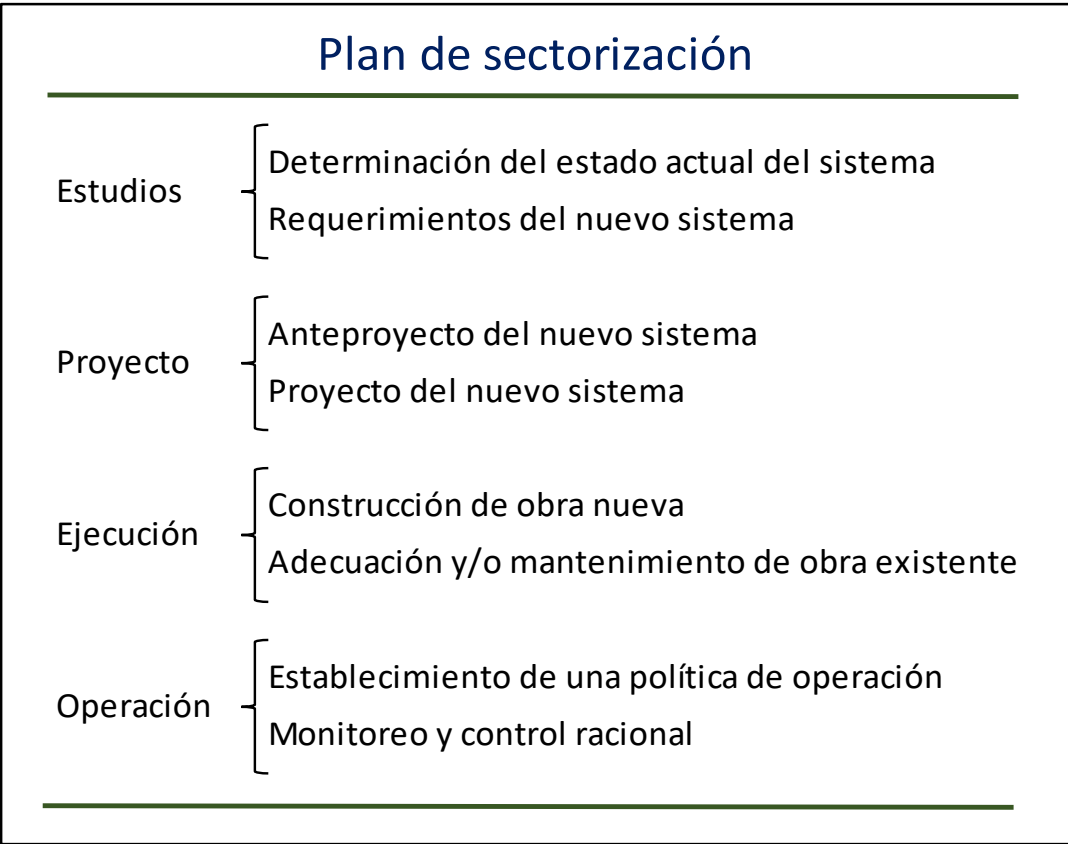 Plan de sectorización
Estudios
Determinación del estado actual del sistema
Requerimientos del nuevo sistema
Proyecto
Anteproyecto del nuevo sistema
Proyecto del nuevo sistema
Ejecución
Construcción de obra nueva
Adecuación y/o mantenimiento de obra existente
Operación
Establecimiento de una política de operación
Monitoreo y control racional